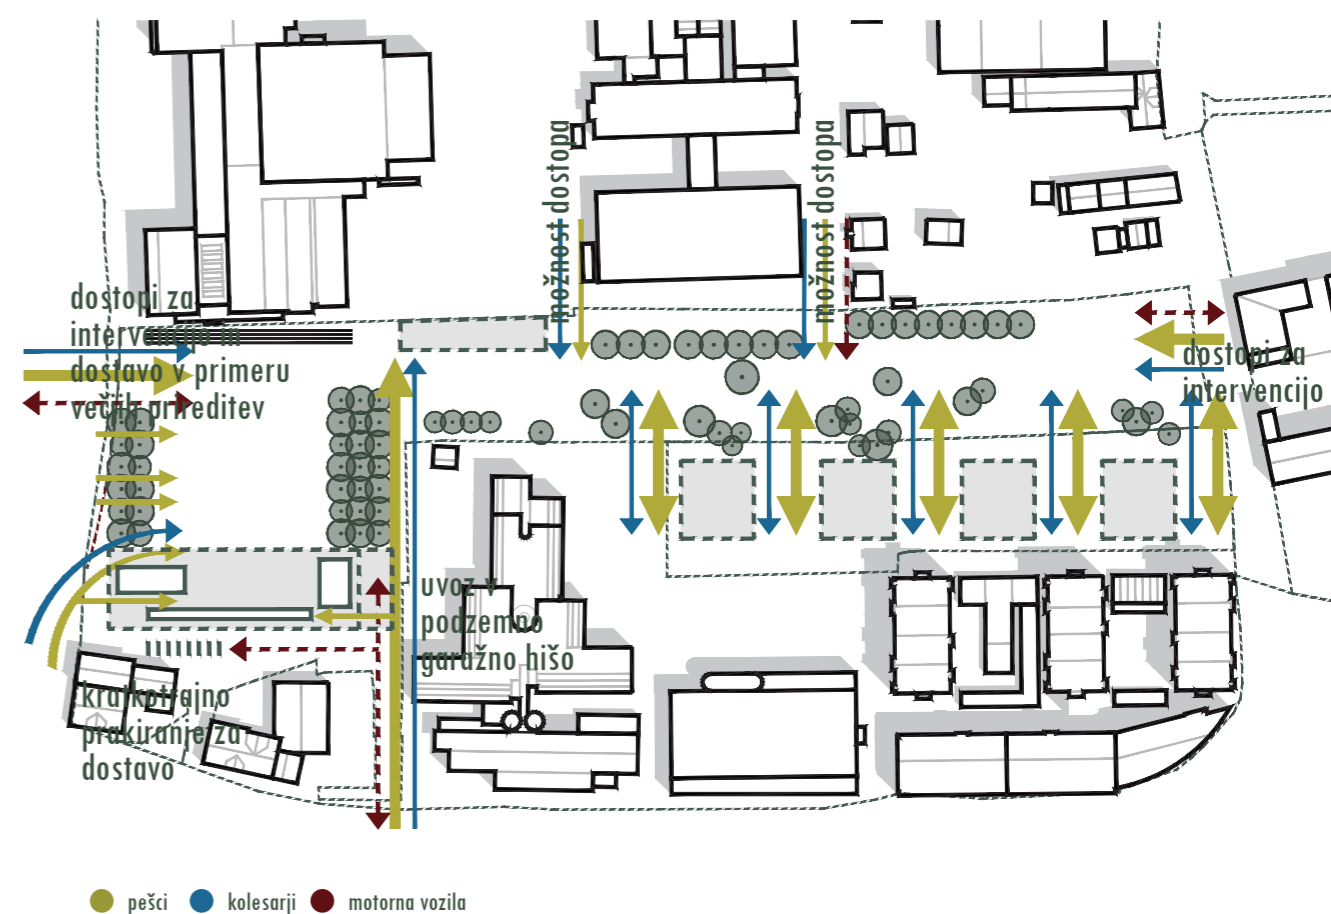 možnost dostopa
možnost dostopa
dostopi za
intervencijo in
dostavo v primeru
večjih prireditev
dostopi za
intervencijo
uvoz v
podzemno
garažno hišo
kratkotrajno
prakiranje za
dostavo
pešci
kolesarji
motorna vozila